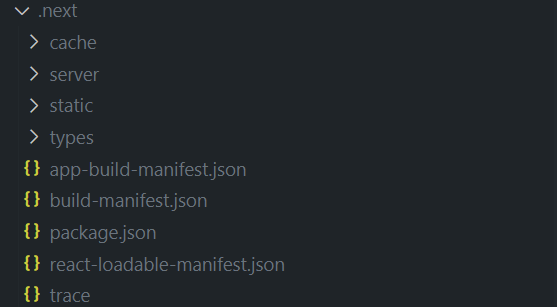 .next
cache
server
static
types
{} app-build-manifest.json
{} build-manifest.json
{} package.json
{} react-loadable-manifest.json
trace